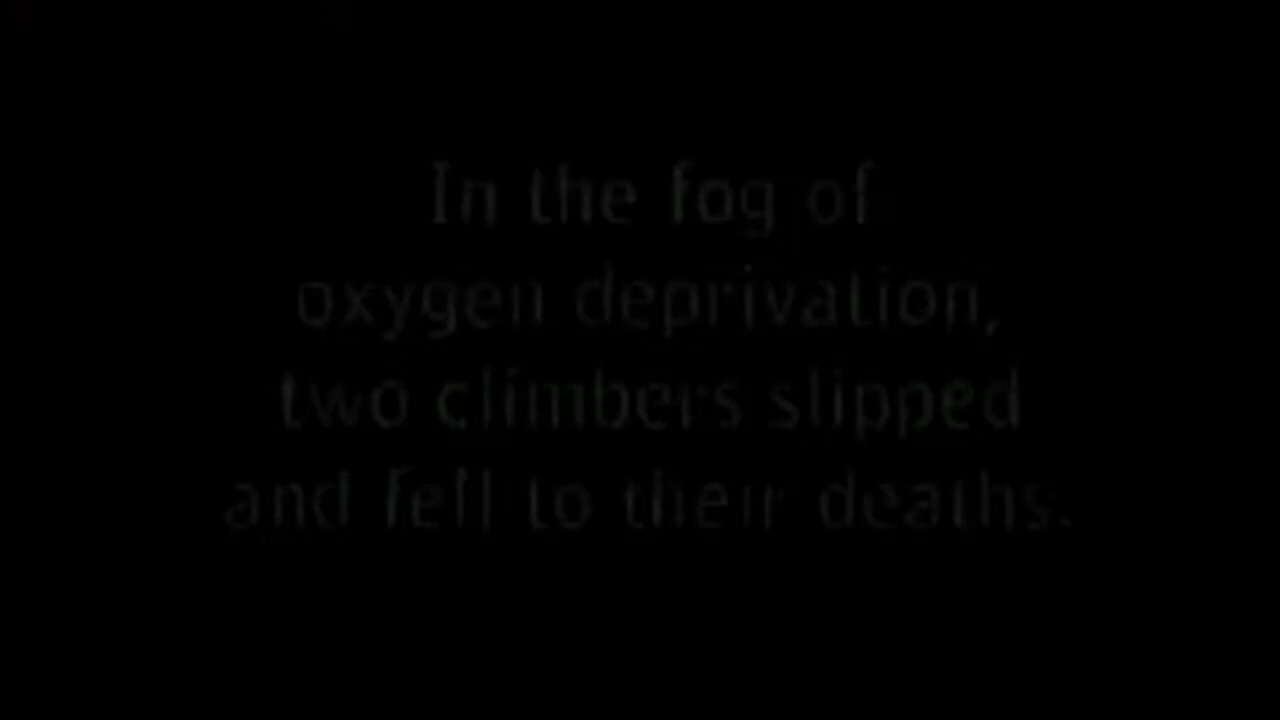 In the fog of
oxygen deprivation,
two climbers slipped
and fell to their deaths.